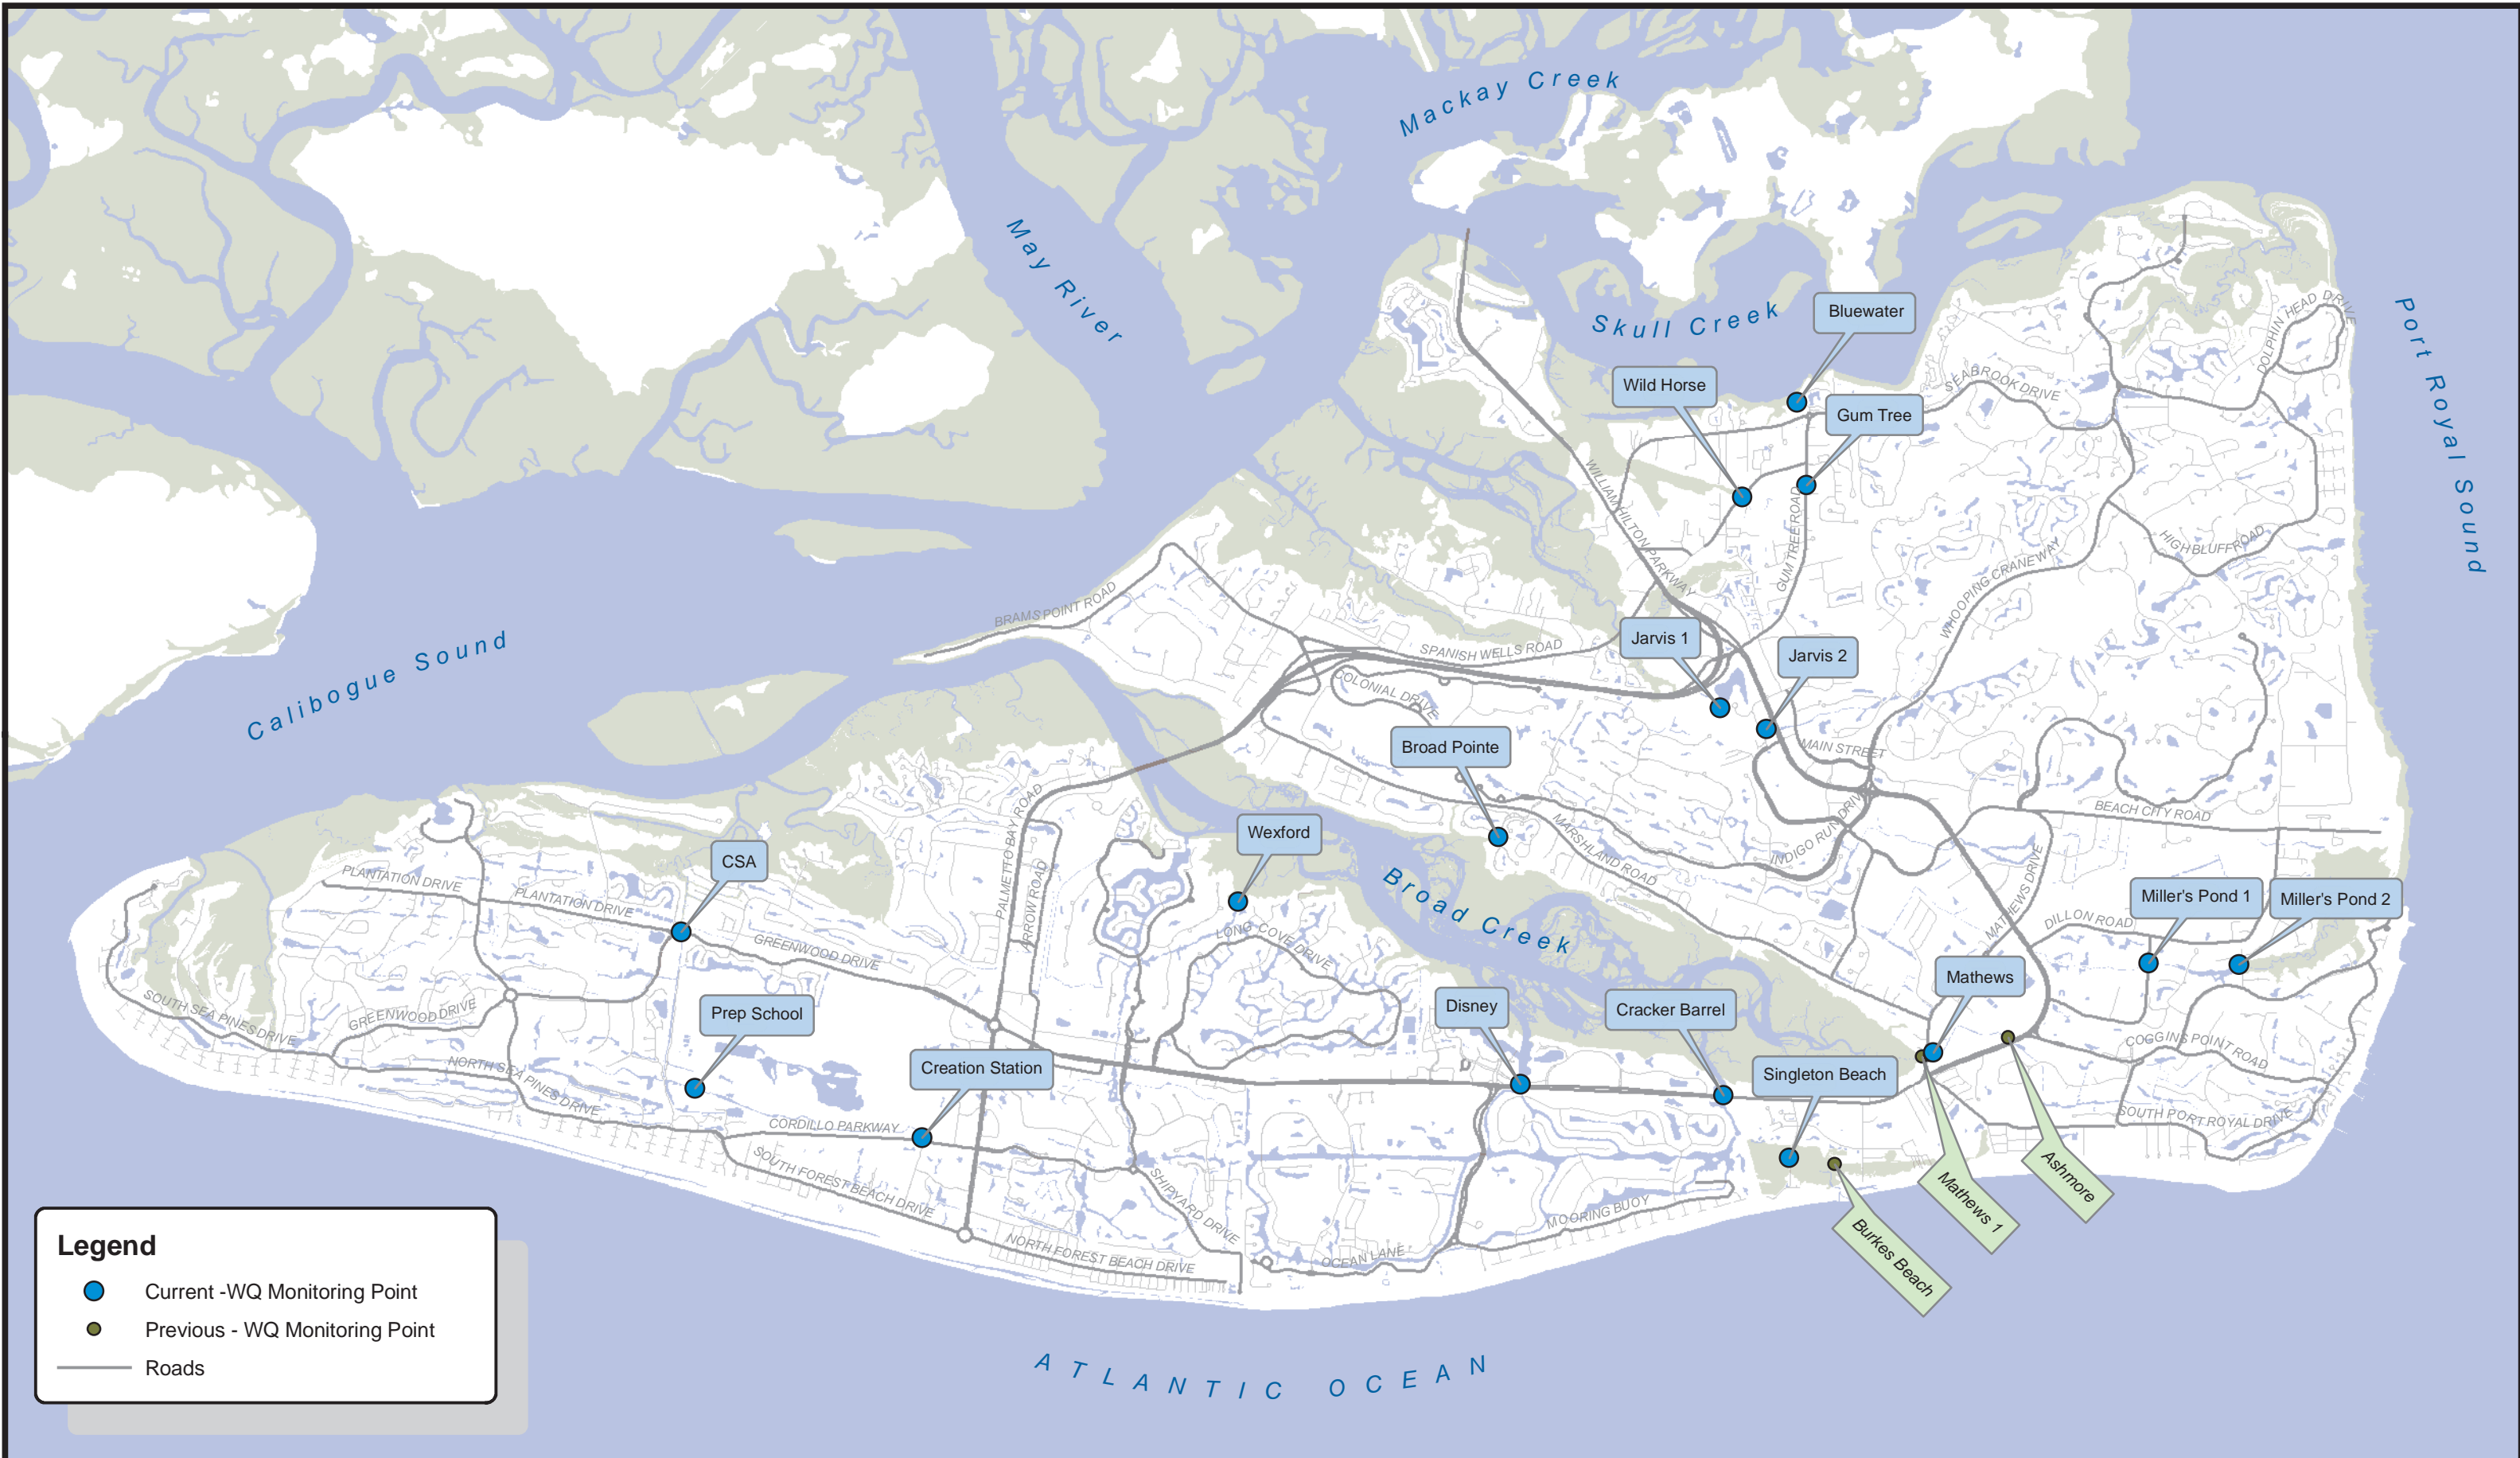 Mackay Creek
May River
Skull Creek
Port Royal Sound
Calibogue Sound
Broad Creek
ATLANTIC OCEAN
Bluewater
Wild Horse
Gum Tree
Jarvis 1
Jarvis 2
Broad Pointe
Wexford
CSA
Prep School
Creation Station
Disney
Cracker Barrel
Singleton Beach
Mathews
Miller's Pond 1
Miller's Pond 2
Ashmore
Mathews 1
Burkes Beach
DOLPHIN HEAD DRIVE
SEABROOK DRIVE
HIGH BLUFF ROAD
WHOOPING CRANEWAY
WILLIAM HILTON PARKWAY
GUM TREE ROAD
BRAMS POINT ROAD
SPANISH WELLS ROAD
COLONIAL DRIVE
MAIN STREET
BEACH CITY ROAD
INDIGO RUN DRIVE
MARSHLAND ROAD
MATHEWS DRIVE
DILLON ROAD
PALMETTO BAY ROAD
ARROW ROAD
LONG COVE DRIVE
PLANTATION DRIVE
PLANTATION DRIVE
GREENWOOD DRIVE
GREENWOOD DRIVE
SOUTH SEA PINES DRIVE
NORTH SEA PINES DRIVE
CORDILLO PARKWAY
SOUTH FOREST BEACH DRIVE
NORTH FOREST BEACH DRIVE
SHIPYARD DRIVE
OCEAN LANE
MOORING BUOY
COGGINS POINT ROAD
SOUTH PORT ROYAL DRIVE
Legend
Current -WQ Monitoring Point
Previous - WQ Monitoring Point
Roads